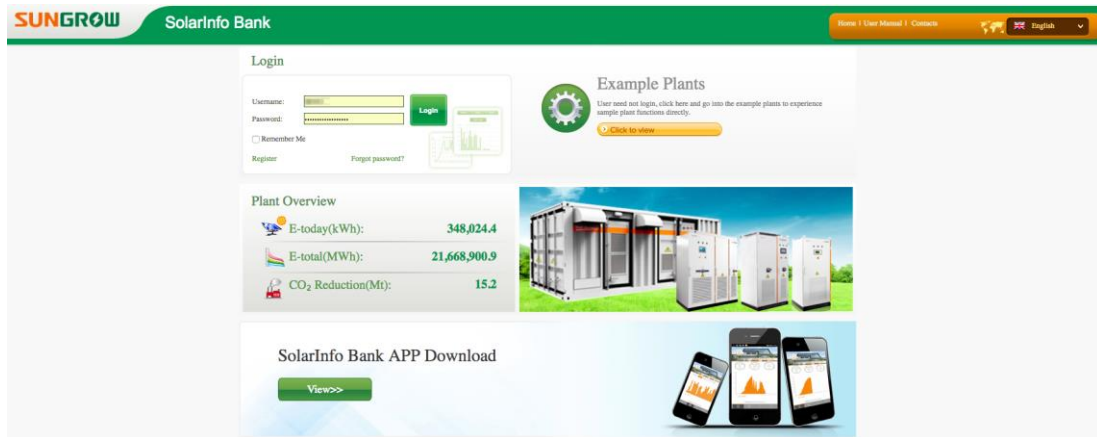 SUNGROW
SolarInfo Bank
Home | User Manual | Contacts
English
Login
Username:
Password:
Login
Remember Me
Register
Forgot password?
Example Plants
User need not login, click here and go into the example plants to experience
sample plant functions directly.
Click to view
Plant Overview
E-today(kWh): 348,024.4
E-total(MWh): 21,668,900.9
CO₂ Reduction(Mt): 15.2
SolarInfo Bank APP Download
View>>